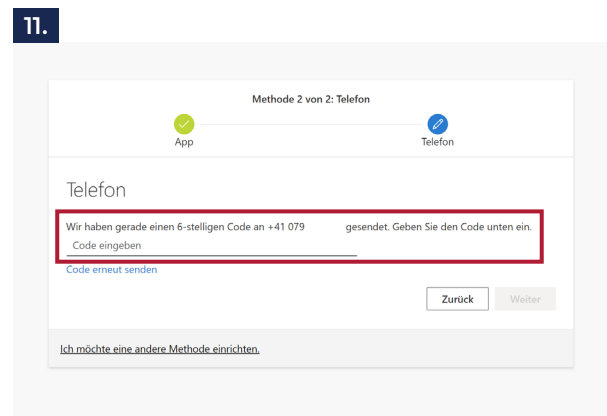 11.
Methode 2 von 2: Telefon
App
Telefon
Telefon
Wir haben gerade einen 6-stelligen Code an +41 079 gesendet. Geben Sie den Code unten ein.
Code eingeben
Code erneut senden
Zurück
Weiter
Ich möchte eine andere Methode einrichten.